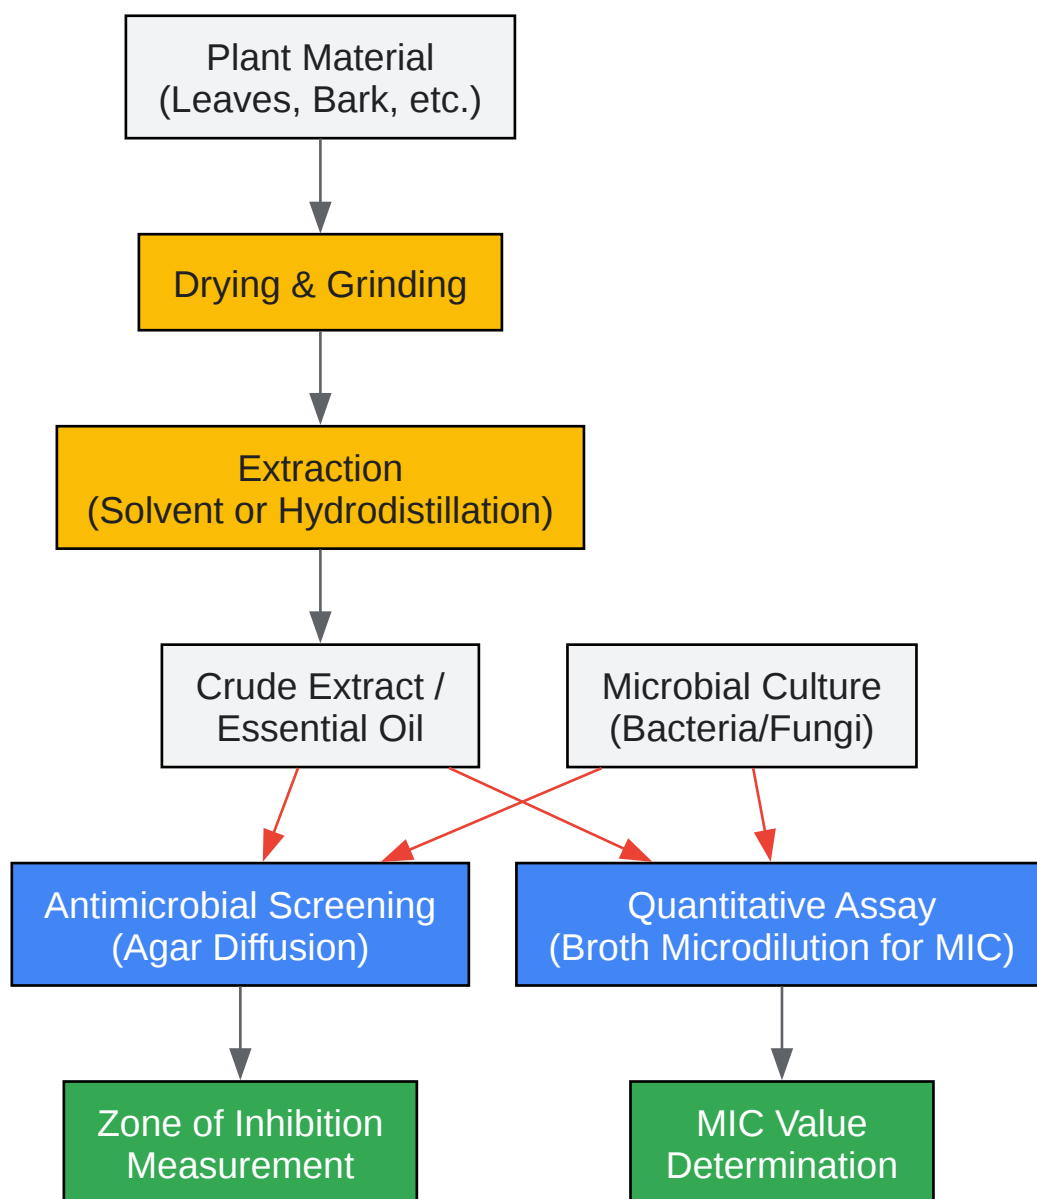 Plant Material
(Leaves, Bark, etc.)
Drying & Grinding
Extraction
(Solvent or Hydrodistillation)
Crude Extract /
Essential Oil
Microbial Culture
(Bacteria/Fungi)
Antimicrobial Screening
(Agar Diffusion)
Quantitative Assay
(Broth Microdilution for MIC)
Zone of Inhibition
Measurement
MIC Value
Determination